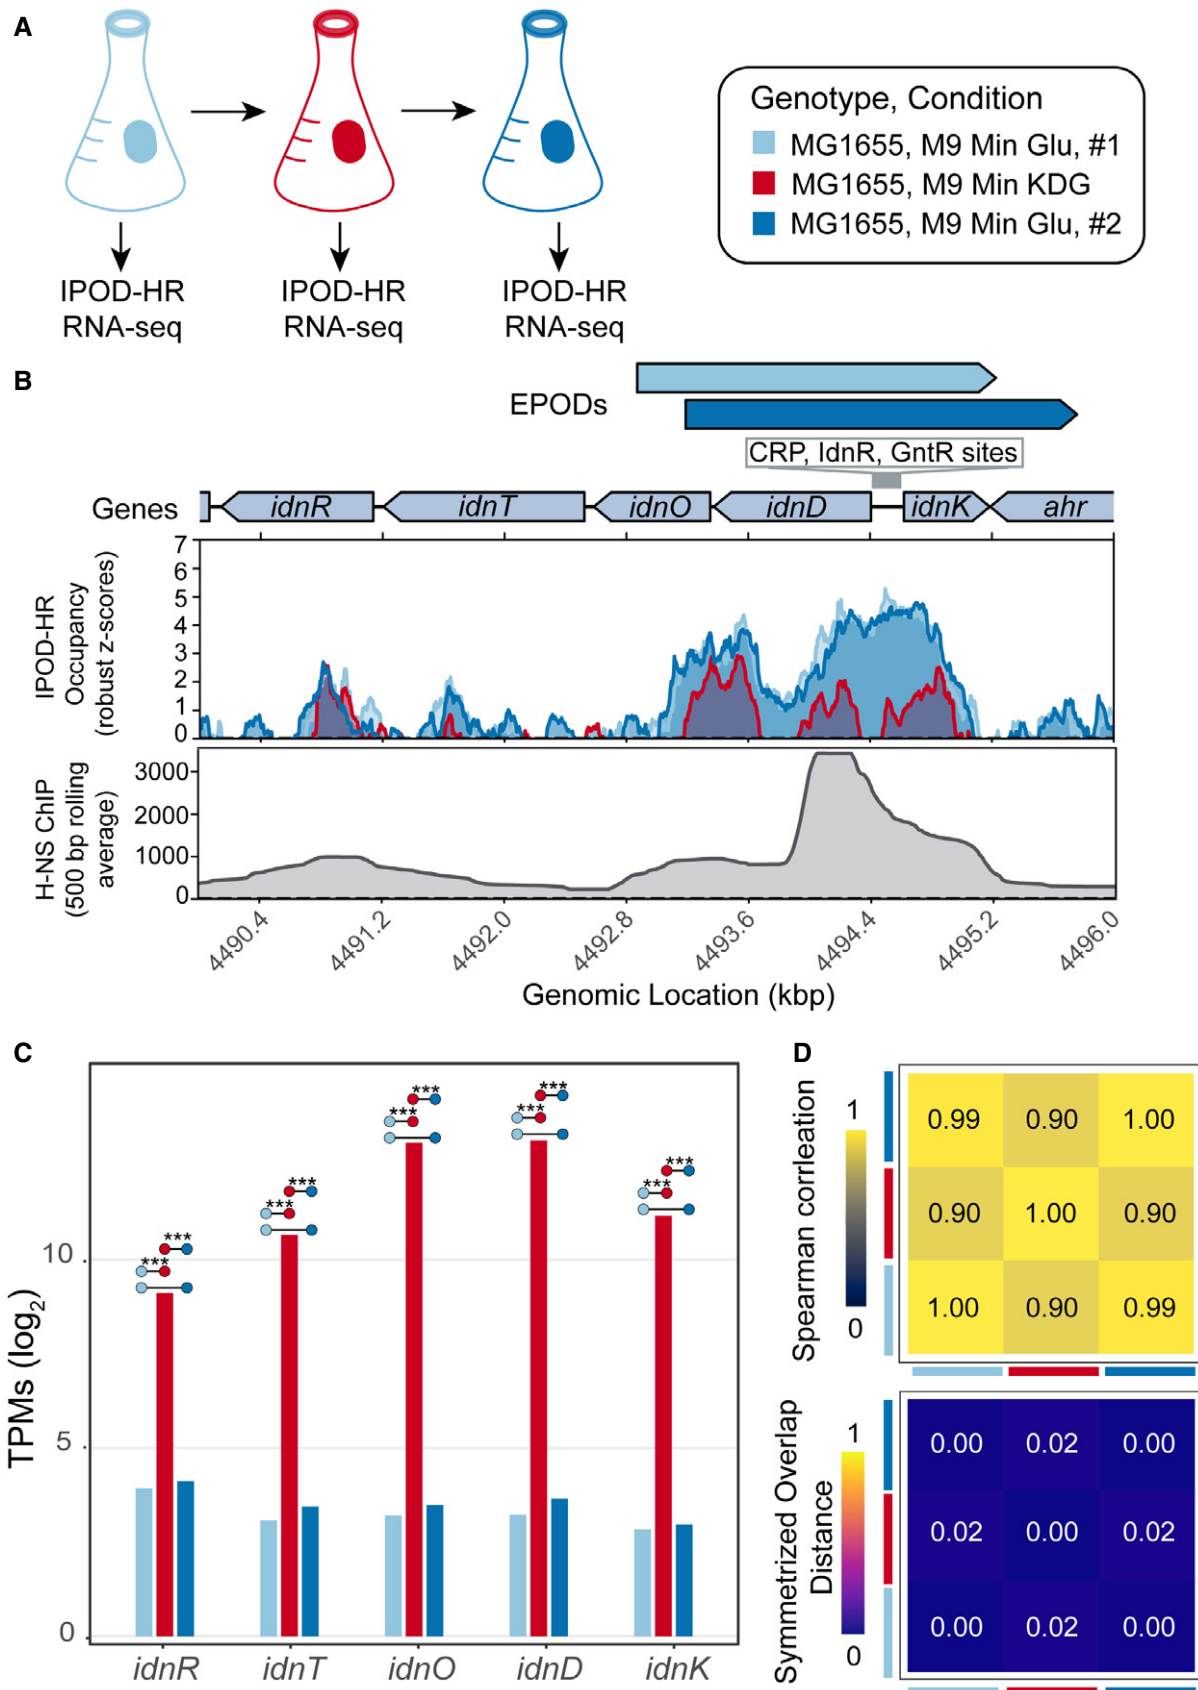 A
Genotype, Condition
MG1655, M9 Min Glu, #1
MG1655, M9 Min KDG
MG1655, M9 Min Glu, #2
IPOD-HR
RNA-seq
IPOD-HR
RNA-seq
IPOD-HR
RNA-seq
B
EPODs
CRP, IdnR, GntR sites
Genes
idnR
idnT
idnO
idnD
idnK
ahr
IPOD-HR
Occupancy
(robust z-scores)
7
6
5
4
3
2
1
0
H-NS ChIP
(500 bp rolling
average)
3000
2000
1000
0
4490.4
4491.2
4492.0
4492.8
4493.6
4494.4
4495.2
4496.0
Genomic Location (kbp)
C
TPMs (log2)
10
5
0
***
***
***
***
***
***
***
***
***
***
idnR
idnT
idnO
idnD
idnK
D
Spearman corrleation
1
0
0.99 0.90 1.00
0.90 1.00 0.90
1.00 0.90 0.99
Symmetrized Overlap
Distance
1
0
0.00 0.02 0.00
0.02 0.00 0.02
0.00 0.02 0.00